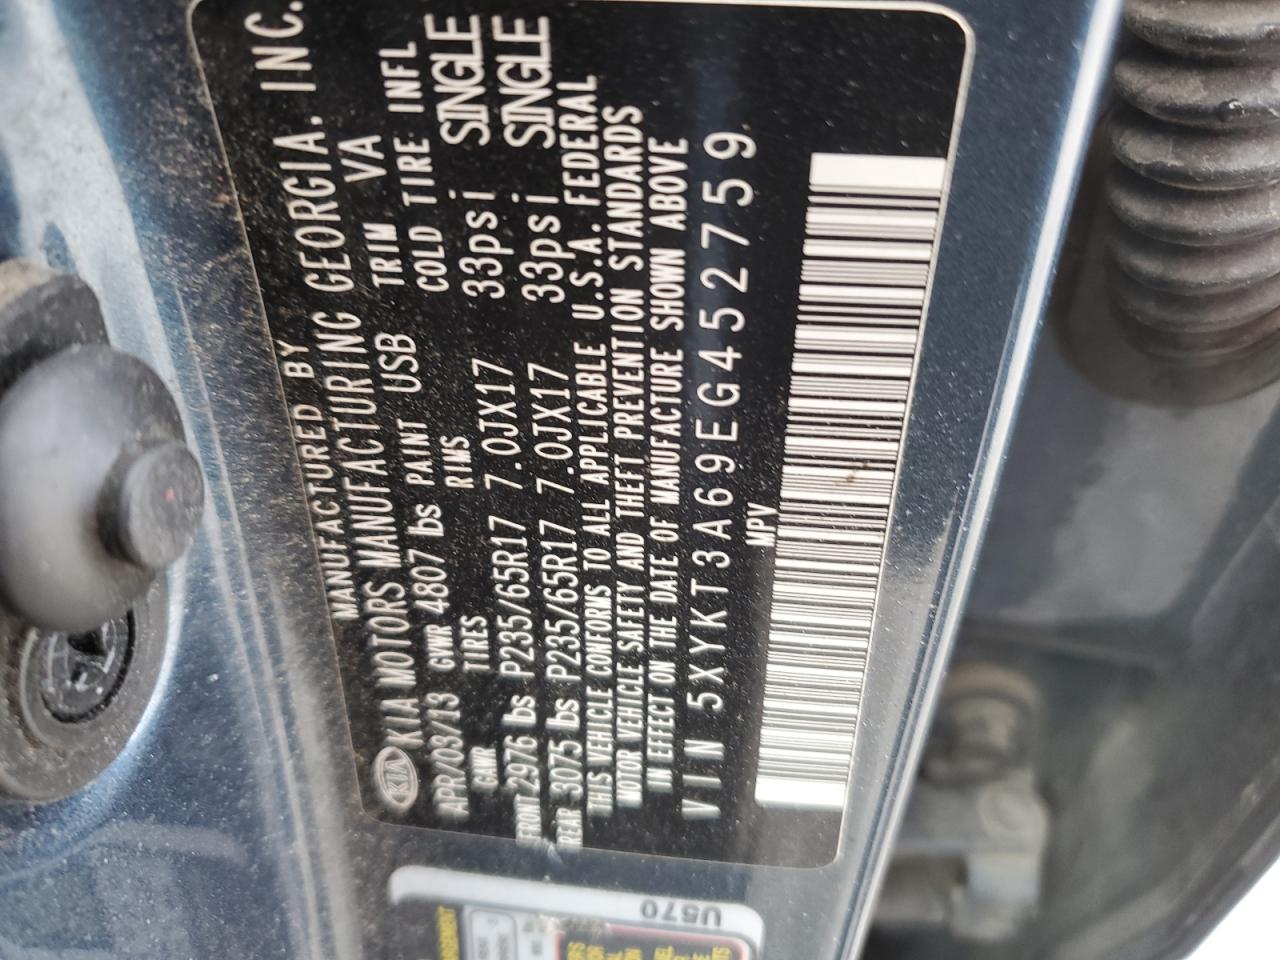 MANUFACTURED BY
KIA KIA MOTORS MANUFACTURING GEORGIA. INC.
APR/03/13 GVWR 4807 lbs PAINT USB TRIM VA
GAWR TIRES RIMS COLD TIRE INFL
FRONT 2976 lbs P235/65R17 7.0JX17 33psi SINGLE
REAR 3075 lbs P235/65R17 7.0JX17 33psi SINGLE
THIS VEHICLE CONFORMS TO ALL APPLICABLE U.S.A. FEDERAL
MOTOR VEHICLE SAFETY AND THEFT PREVENTION STANDARDS
IN EFFECT ON THE DATE OF MANUFACTURE SHOWN ABOVE
VIN 5XYKT3A69EG452759
MPV
U570